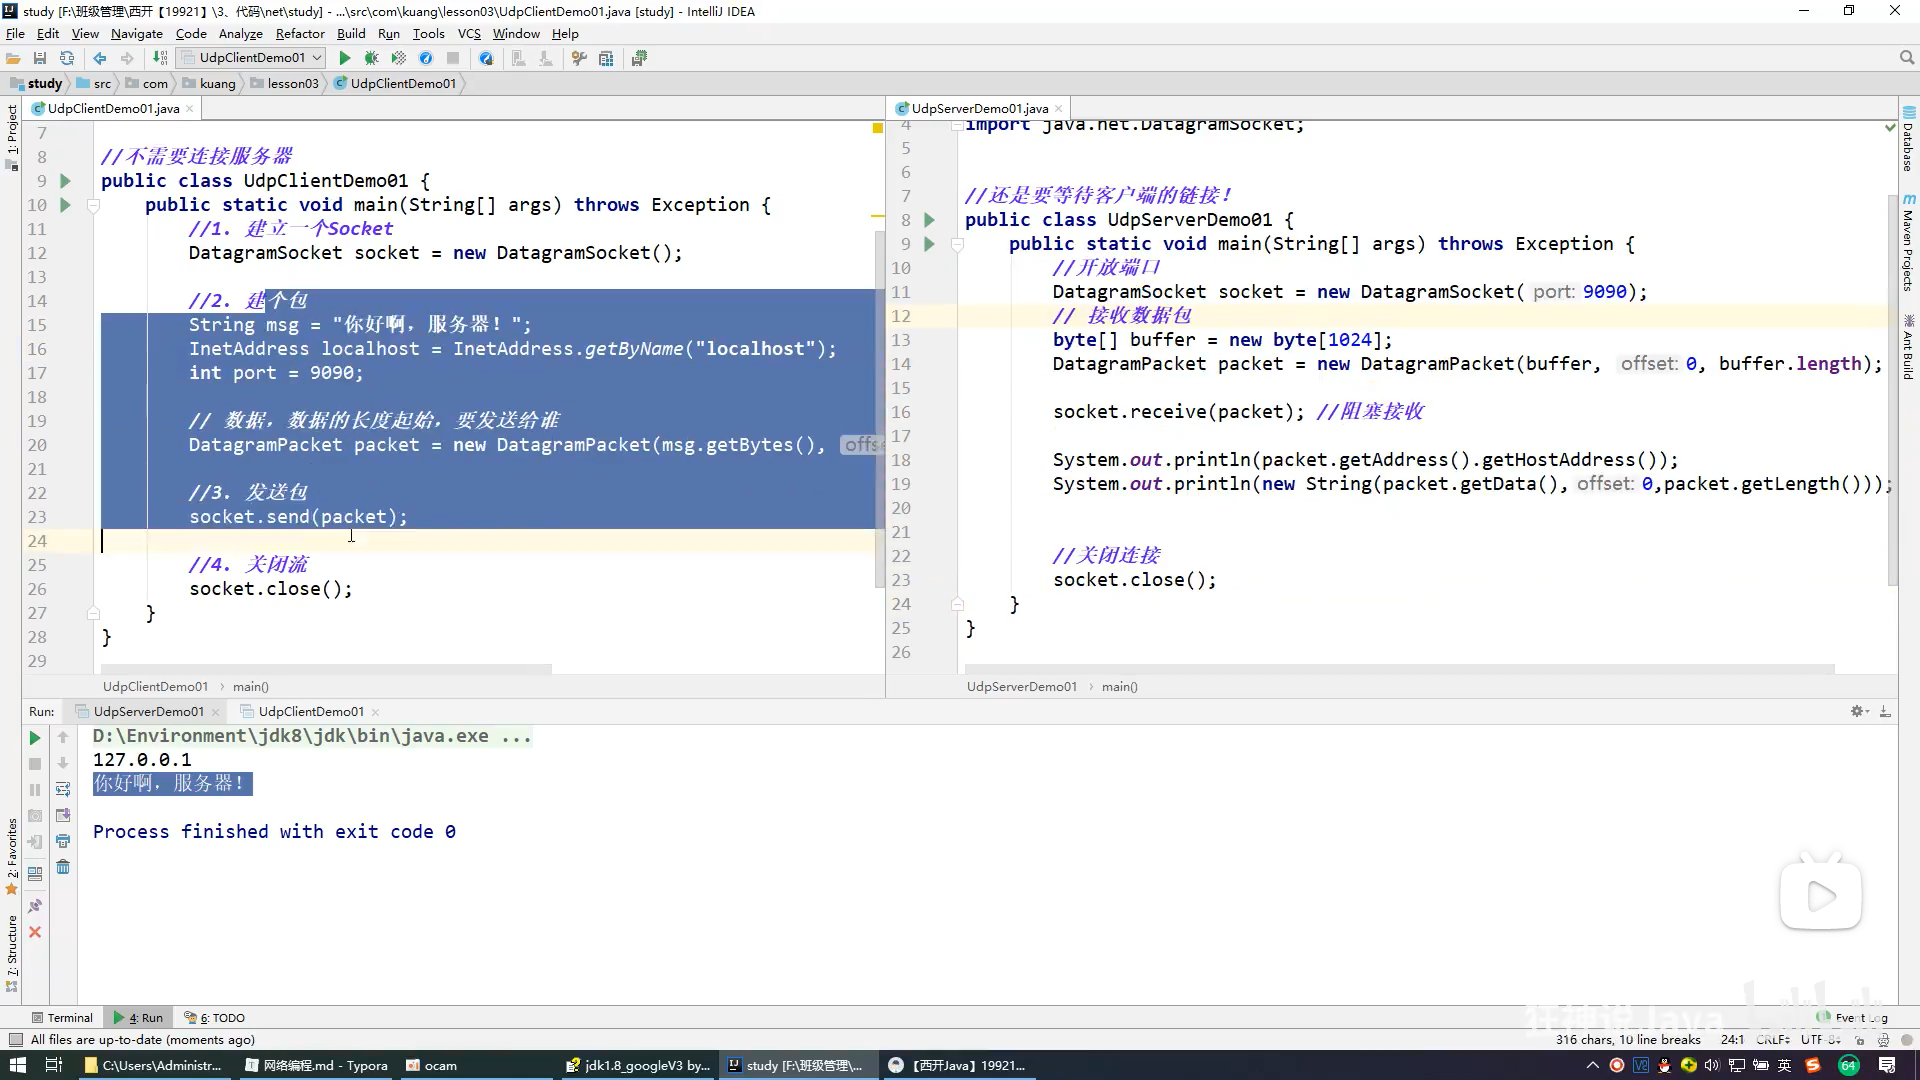 study [F:\班级管理\西开【19921】\3、代码\net\study] - ...\src\com\kuang\lesson03\UdpClientDemo01.java [study] - IntelliJ IDEA
File Edit View Navigate Code Analyze Refactor Build Run Tools VCS Window Help
UdpClientDemo01
study src com kuang lesson03 UdpClientDemo01
1: Project
UdpClientDemo01.java
7
8 //不需要连接服务器
9 public class UdpClientDemo01 {
10 public static void main(String[] args) throws Exception {
11 //1. 建立一个Socket
12 DatagramSocket socket = new DatagramSocket();
13
14 //2. 建个包
15 String msg = "你好啊，服务器！";
16 InetAddress localhost = InetAddress.getByName("localhost");
17 int port = 9090;
18
19 // 数据，数据的长度起始，要发送给谁
20 DatagramPacket packet = new DatagramPacket(msg.getBytes(), offse
21
22 //3. 发送包
23 socket.send(packet);
24
25 //4. 关闭流
26 socket.close();
27 }
28 }
29
UdpClientDemo01 › main()
UdpServerDemo01.java
4 import java.net.DatagramSocket;
5
6
7 //还是要等待客户端的链接！
8 public class UdpServerDemo01 {
9 public static void main(String[] args) throws Exception {
10 //开放端口
11 DatagramSocket socket = new DatagramSocket( port: 9090);
12 // 接收数据包
13 byte[] buffer = new byte[1024];
14 DatagramPacket packet = new DatagramPacket(buffer, offset: 0, buffer.length);
15
16 socket.receive(packet); //阻塞接收
17
18 System.out.println(packet.getAddress().getHostAddress());
19 System.out.println(new String(packet.getData(), offset: 0,packet.getLength()));
20
21
22 //关闭连接
23 socket.close();
24 }
25 }
26
UdpServerDemo01 › main()
Database
Maven Projects
Ant Build
Run: UdpServerDemo01 UdpClientDemo01
D:\Environment\jdk8\jdk\bin\java.exe ...
127.0.0.1
你好啊，服务器！
Process finished with exit code 0
2: Favorites
7: Structure
狂神说Java
Terminal 4: Run 6: TODO Event Log
All files are up-to-date (moments ago) 316 chars, 10 line breaks 24:1 CRLF UTF-8
C:\Users\Administr... 网络编程.md - Typora ocam jdk1.8_googleV3 by... study [F:\班级管理\... 【西开Java】19921... 英 64